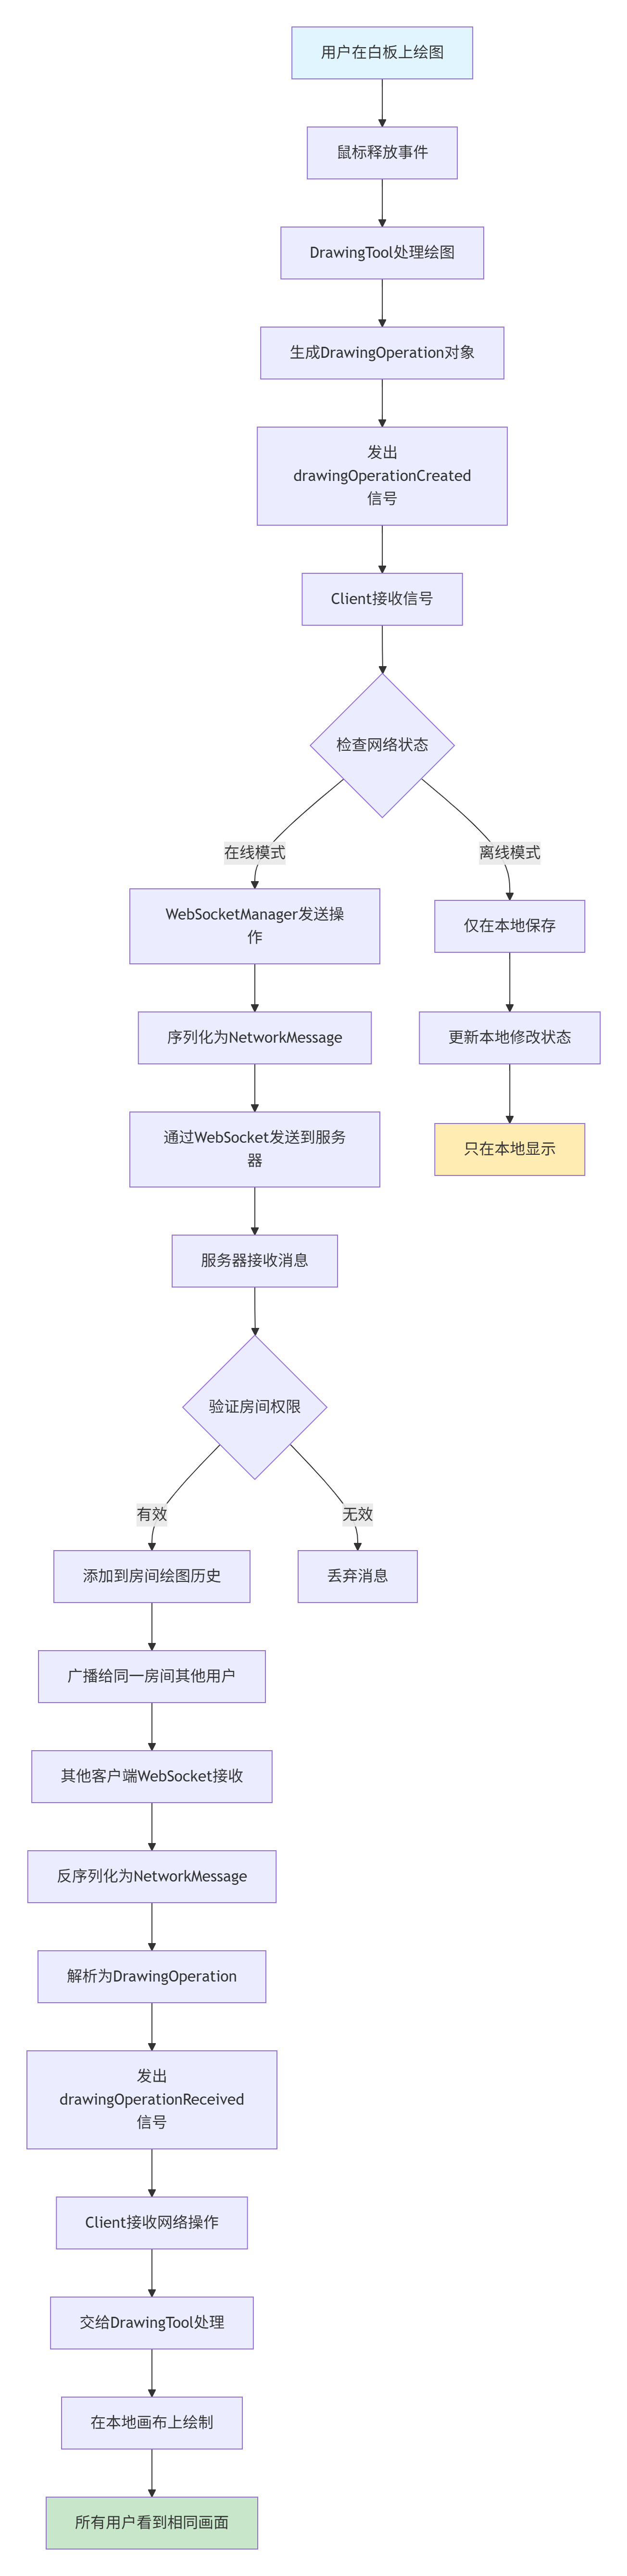 用户在白板上绘图
鼠标释放事件
DrawingTool处理绘图
生成DrawingOperation对象
发出
drawingOperationCreated
信号
Client接收信号
检查网络状态
在线模式
离线模式
WebSocketManager发送操
作
仅在本地保存
序列化为NetworkMessage
更新本地修改状态
通过WebSocket发送到服务
器
只在本地显示
服务器接收消息
验证房间权限
有效
无效
添加到房间绘图历史
丢弃消息
广播给同一房间其他用户
其他客户端WebSocket接收
反序列化为NetworkMessage
解析为DrawingOperation
发出
drawingOperationReceived
信号
Client接收网络操作
交给DrawingTool处理
在本地画布上绘制
所有用户看到相同画面